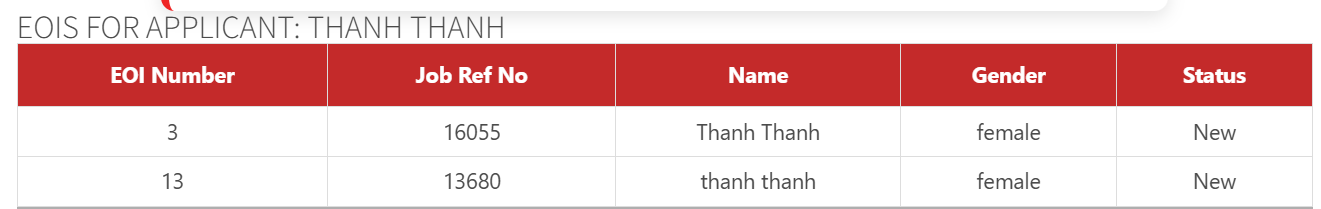 EOIS FOR APPLICANT: THANH THANH
EOI Number Job Ref No Name Gender Status
3 16055 Thanh Thanh female New
13 13680 thanh thanh female New